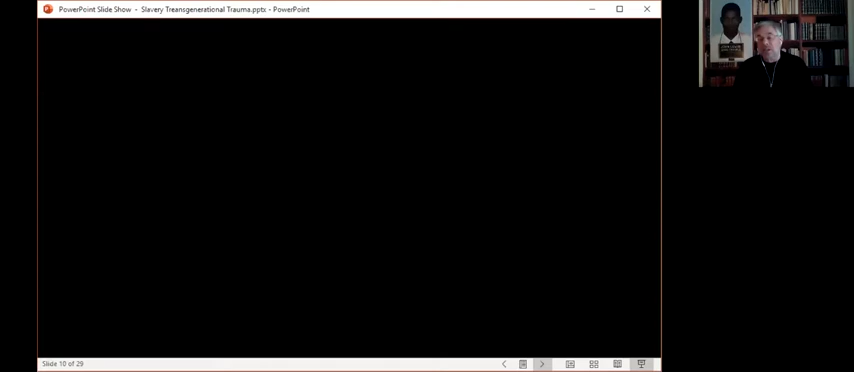 PowerPoint Slide Show - Slavery Treansgenerational Trauma.pptx - PowerPoint
Slide 10 of 29